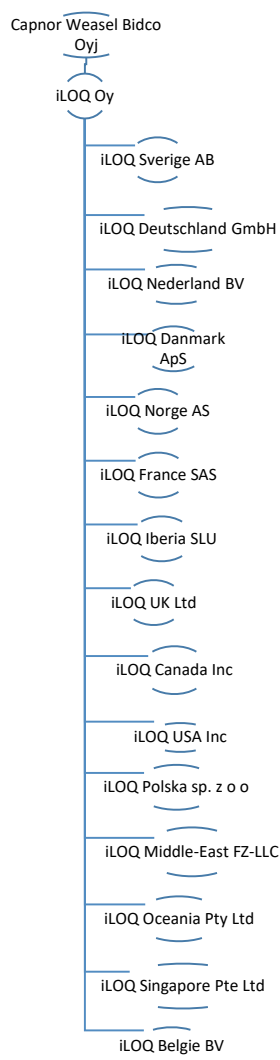 Capnor Weasel Bidco
Oyj
iLOQ Oy
iLOQ Sverige AB
iLOQ Deutschland GmbH
iLOQ Nederland BV
iLOQ Danmark
ApS
iLOQ Norge AS
iLOQ France SAS
iLOQ Iberia SLU
iLOQ UK Ltd
iLOQ Canada Inc
iLOQ USA Inc
iLOQ Polska sp. z o o
iLOQ Middle-East FZ-LLC
iLOQ Oceania Pty Ltd
iLOQ Singapore Pte Ltd
iLOQ Belgie BV